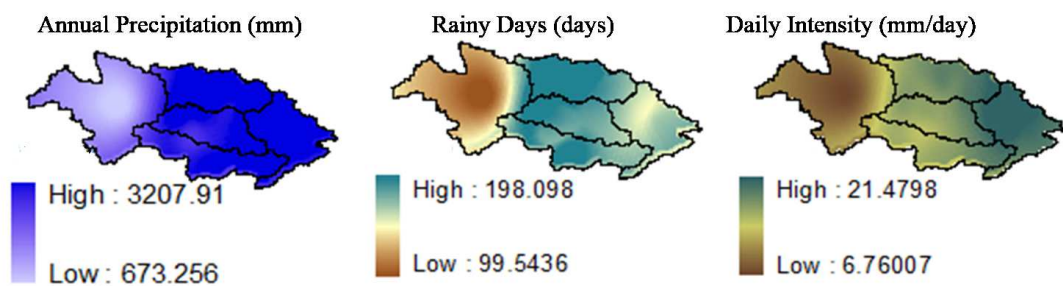 Annual Precipitation (mm)
Rainy Days (days)
Daily Intensity (mm/day)
High : 3207.91
Low : 673.256
High : 198.098
Low : 99.5436
High : 21.4798
Low : 6.76007